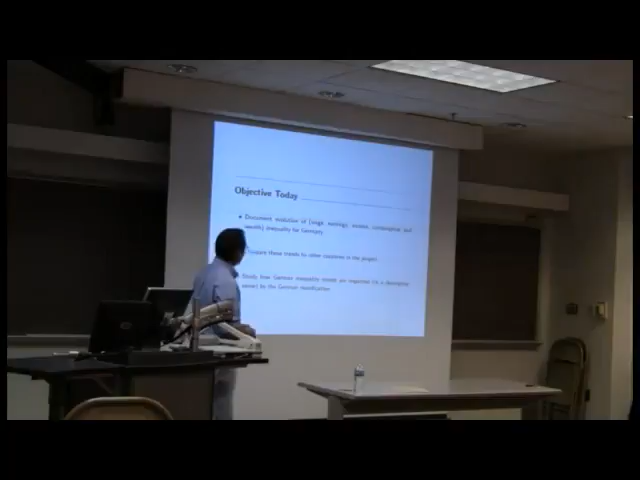 Objective Today
Document evolution of (wage, earnings, income, consumption and
wealth) inequality for Germany
these trends to other countries in the project
Study how German inequality trends are impacted (in a descriptive
sense) by the German reunification